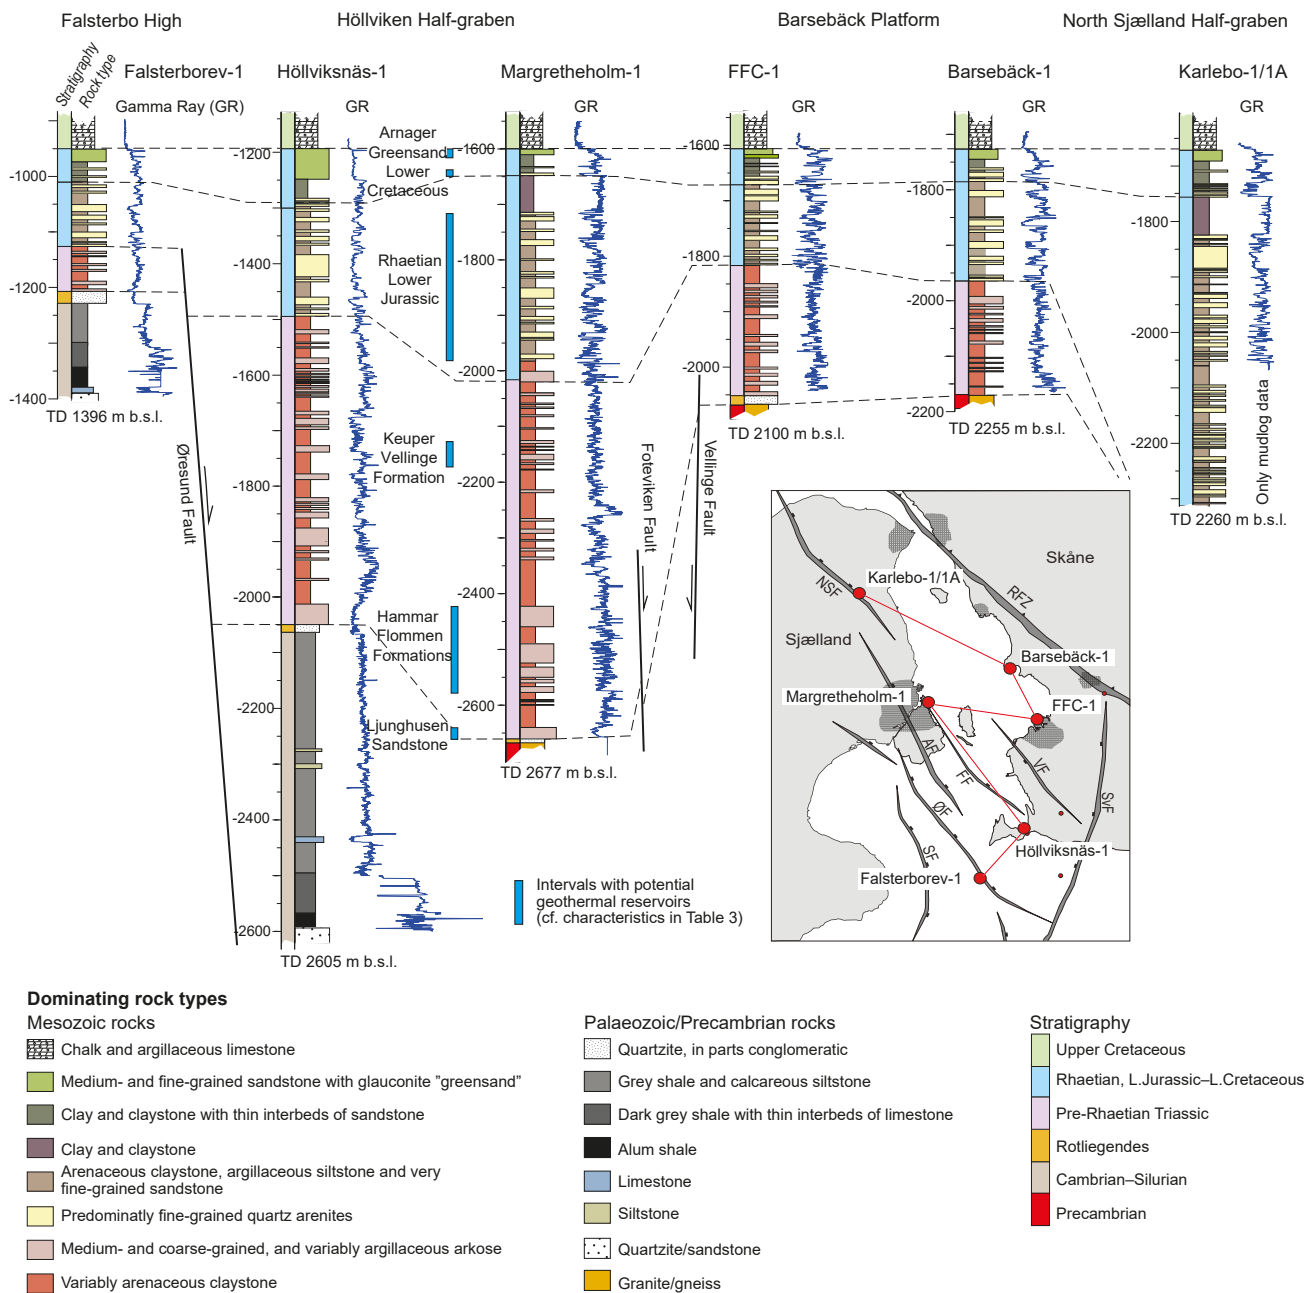 Falsterbo High
Höllviken Half-graben
Barsebäck Platform
North Sjælland Half-graben
Stratigraphy
Rock type
Falsterborev-1
Höllviksnäs-1
Margretheholm-1
FFC-1
Barsebäck-1
Karlebo-1/1A
Gamma Ray (GR)
GR
GR
GR
GR
GR
-1000
-1200
-1400
TD 1396 m b.s.l.
Øresund Fault
-1200
-1400
-1600
-1800
-2000
-2200
-2400
-2600
TD 2605 m b.s.l.
Arnager
Greensand
Lower
Cretaceous
Rhaetian
Lower
Jurassic
Keuper
Vellinge
Formation
Hammar
Flommen
Formations
Ljunghusen
Sandstone
-1600
-1800
-2000
-2200
-2400
-2600
TD 2677 m b.s.l.
Foteviken Fault
Vellinge Fault
-1600
-1800
-2000
TD 2100 m b.s.l.
-1800
-2000
-2200
TD 2255 m b.s.l.
-1800
-2000
-2200
Only mudlog data
TD 2260 m b.s.l.
Intervals with potential
geothermal reservoirs
(cf. characteristics in Table 3)
Skåne
Karlebo-1/1A
NSF
RFZ
Sjælland
Barsebäck-1
Margretheholm-1
FFC-1
AF
FF
VF
SvF
ØF
SF
Höllviksnäs-1
Falsterborev-1
Dominating rock types
Mesozoic rocks
Chalk and argillaceous limestone
Medium- and fine-grained sandstone with glauconite ”greensand”
Clay and claystone with thin interbeds of sandstone
Clay and claystone
Arenaceous claystone, argillaceous siltstone and very
fine-grained sandstone
Predominatly fine-grained quartz arenites
Medium- and coarse-grained, and variably argillaceous arkose
Variably arenaceous claystone
Palaeozoic/Precambrian rocks
Quartzite, in parts conglomeratic
Grey shale and calcareous siltstone
Dark grey shale with thin interbeds of limestone
Alum shale
Limestone
Siltstone
Quartzite/sandstone
Granite/gneiss
Stratigraphy
Upper Cretaceous
Rhaetian, L.Jurassic–L.Cretaceous
Pre-Rhaetian Triassic
Rotliegendes
Cambrian–Silurian
Precambrian